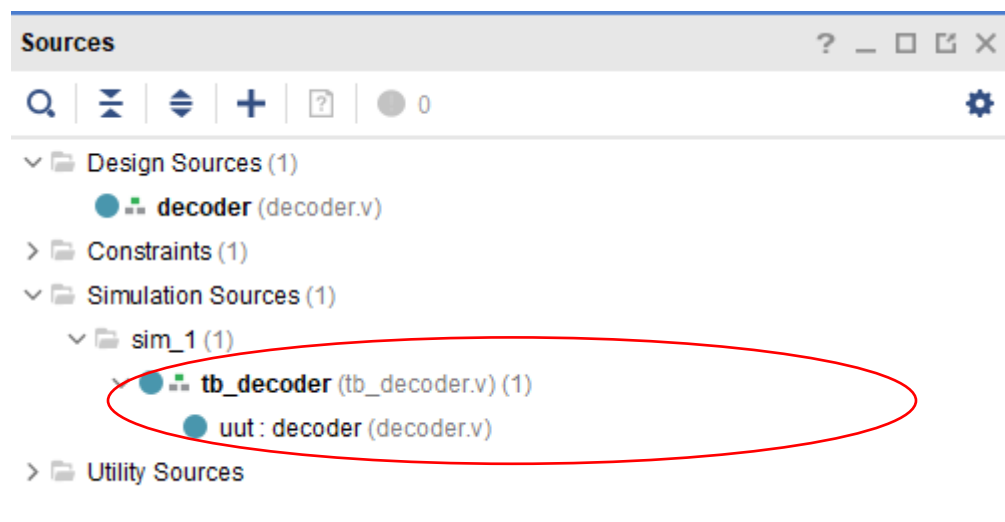 Sources
0
Design Sources (1)
decoder (decoder.v)
Constraints (1)
Simulation Sources (1)
sim_1 (1)
tb_decoder (tb_decoder.v) (1)
uut : decoder (decoder.v)
Utility Sources